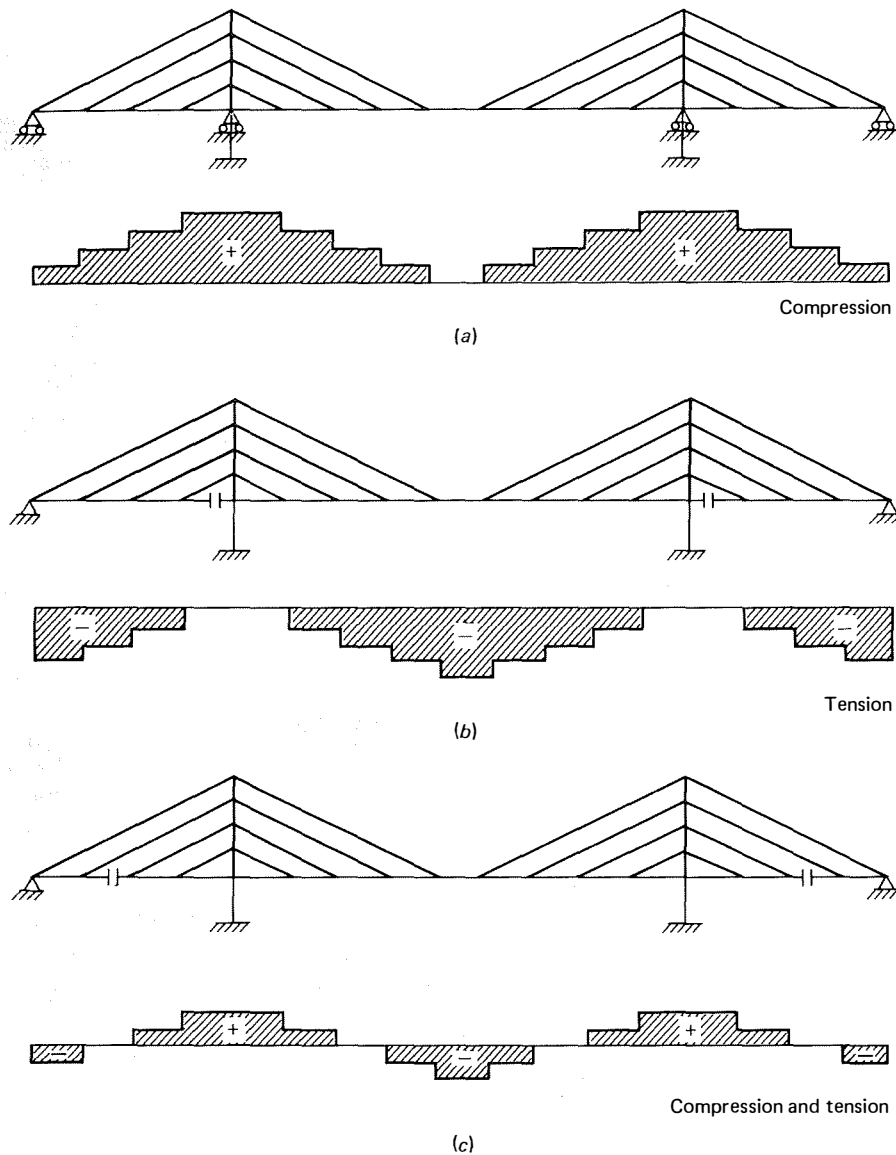 + +
Compression
(a)
− − −
Tension
(b)
− + − + −
Compression and tension
(c)